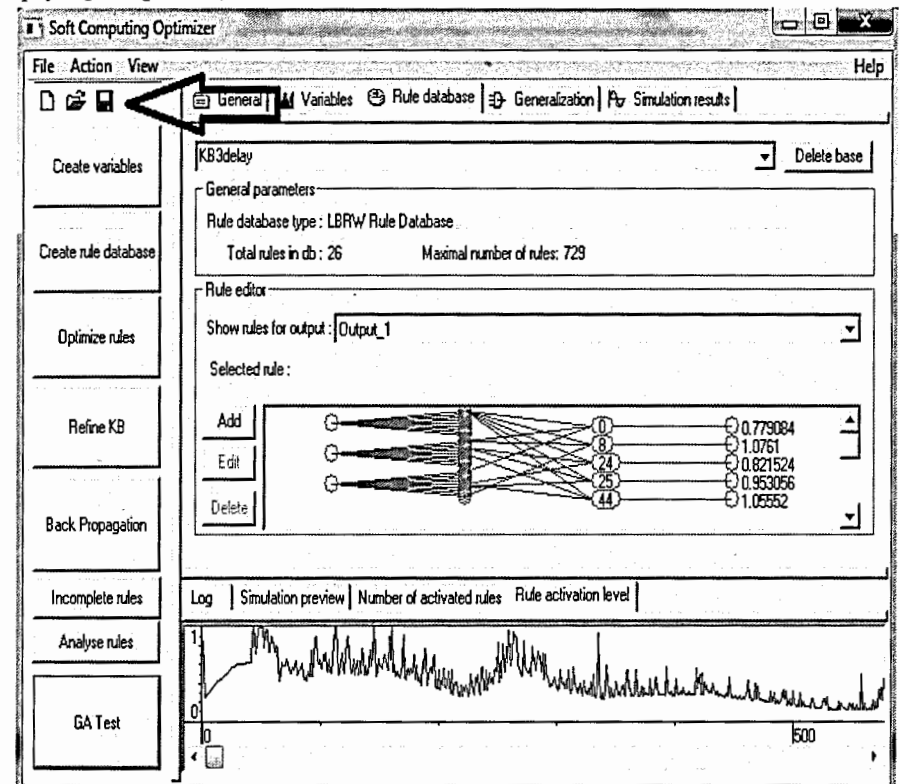 Soft Computing Optimizer
File Action View Help
General Variables Rule database Generalization Simulation results
Create variables
Create rule database
Optimize rules
Refine KB
Back Propagation
Incomplete rules
Analyse rules
GA Test
KB3delay Delete base
General parameters
Rule database type : LBRW Rule Database
Total rules in db : 26 Maximal number of rules: 729
Rule editor
Show rules for output : Output_1
Selected rule :
Add
Edit
Delete
0 0.779084
8 1.0761
24 0.821524
25 0.953056
44 1.05552
Log Simulation preview Number of activated rules Rule activation level
1
0
0 500